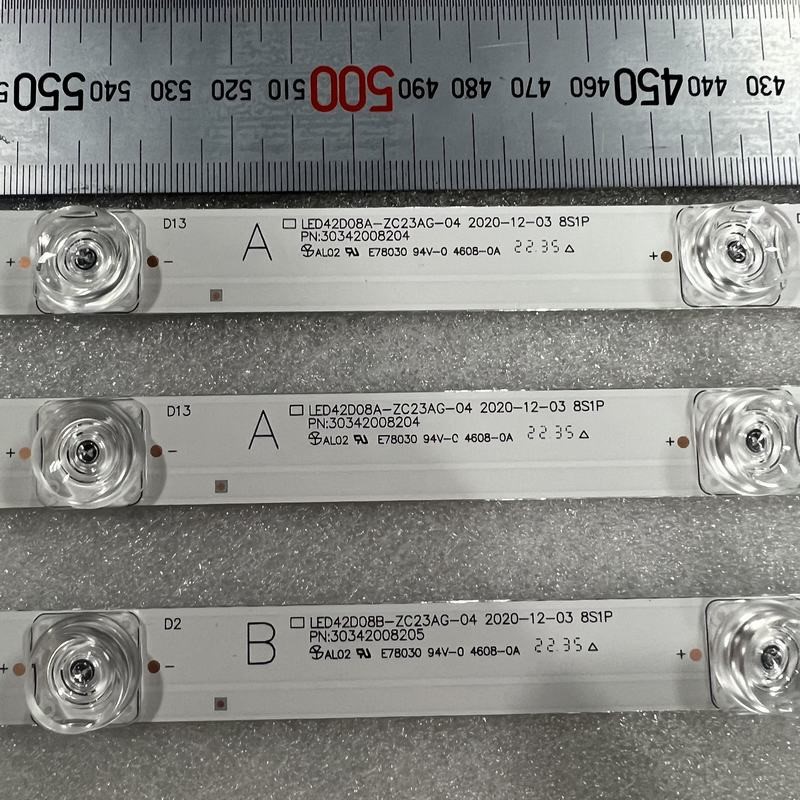 550 540 530 520 510 500 490 480 470 460 450 440 430
D13
A
LED42D08A-ZC23AG-04 2020-12-03 8S1P
PN:30342008204
AL02 E78030 94V-0 4608-0A 22 35
+ -
+
D13
A
LED42D08A-ZC23AG-04 2020-12-03 8S1P
PN:30342008204
AL02 E78030 94V-0 4608-0A 22 35
+ -
+
D2
B
LED42D08B-ZC23AG-04 2020-12-03 8S1P
PN:30342008205
AL02 E78030 94V-0 4608-0A 22 35
+ -
+